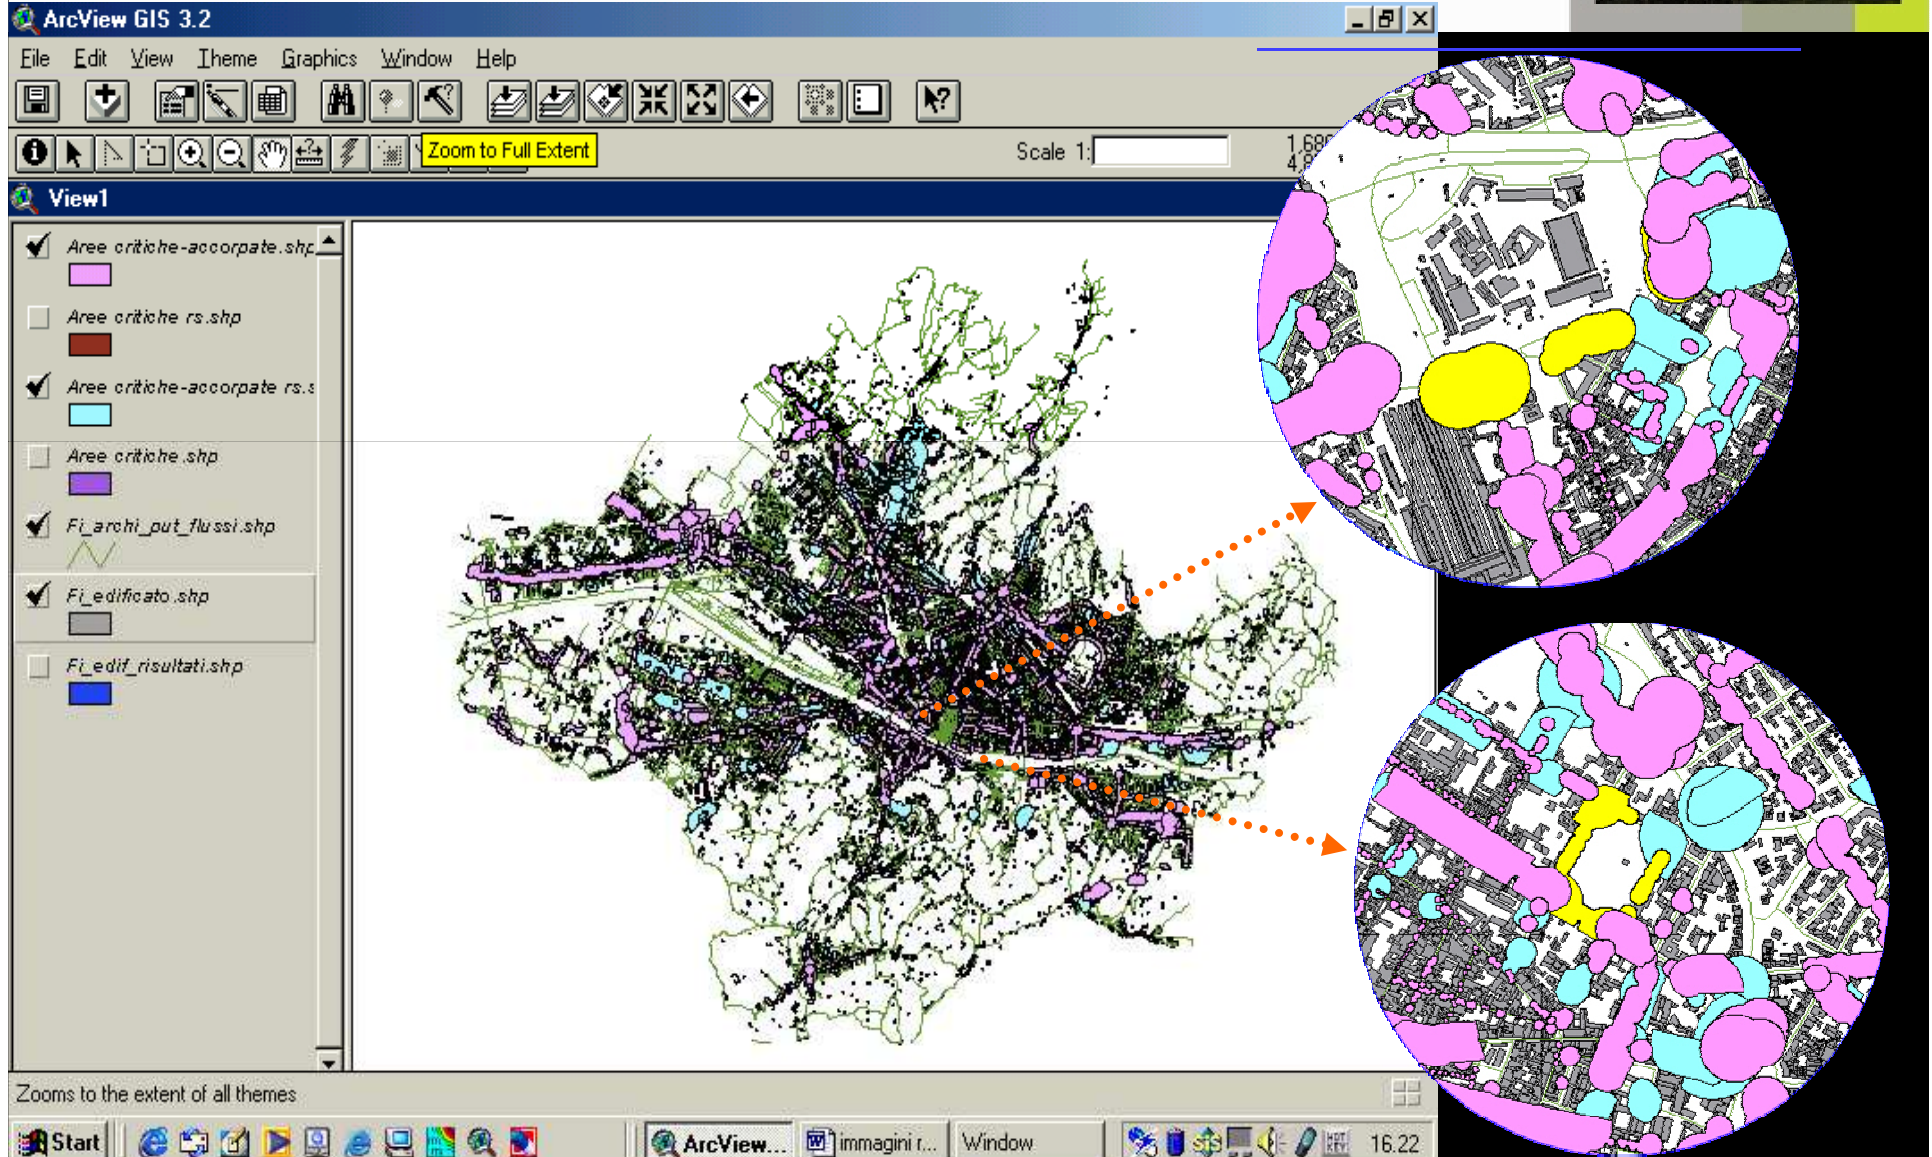 ArcView GIS 3.2
File Edit View Theme Graphics Window Help
Zoom to Full Extent
Scale 1:
View1
Aree critiche-accorpate.shp
Aree critiche rs.shp
Aree critiche-accorpate rs.s
Aree critiche.shp
Fi_archi_put_flussi.shp
Fi_edificato.shp
Fi_edif_risultati.shp
Zooms to the extent of all themes
Start
ArcView...
immagini r...
Window
16.22